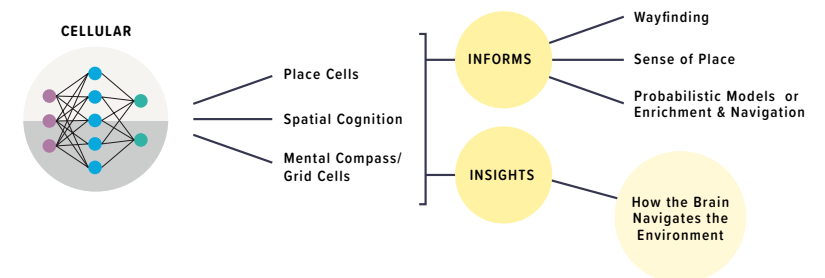 CELLULAR
Place Cells
Spatial Cognition
Mental Compass/
Grid Cells
INFORMS
Wayfinding
Sense of Place
Probabilistic Models or
Enrichment & Navigation
INSIGHTS
How the Brain
Navigates the
Environment